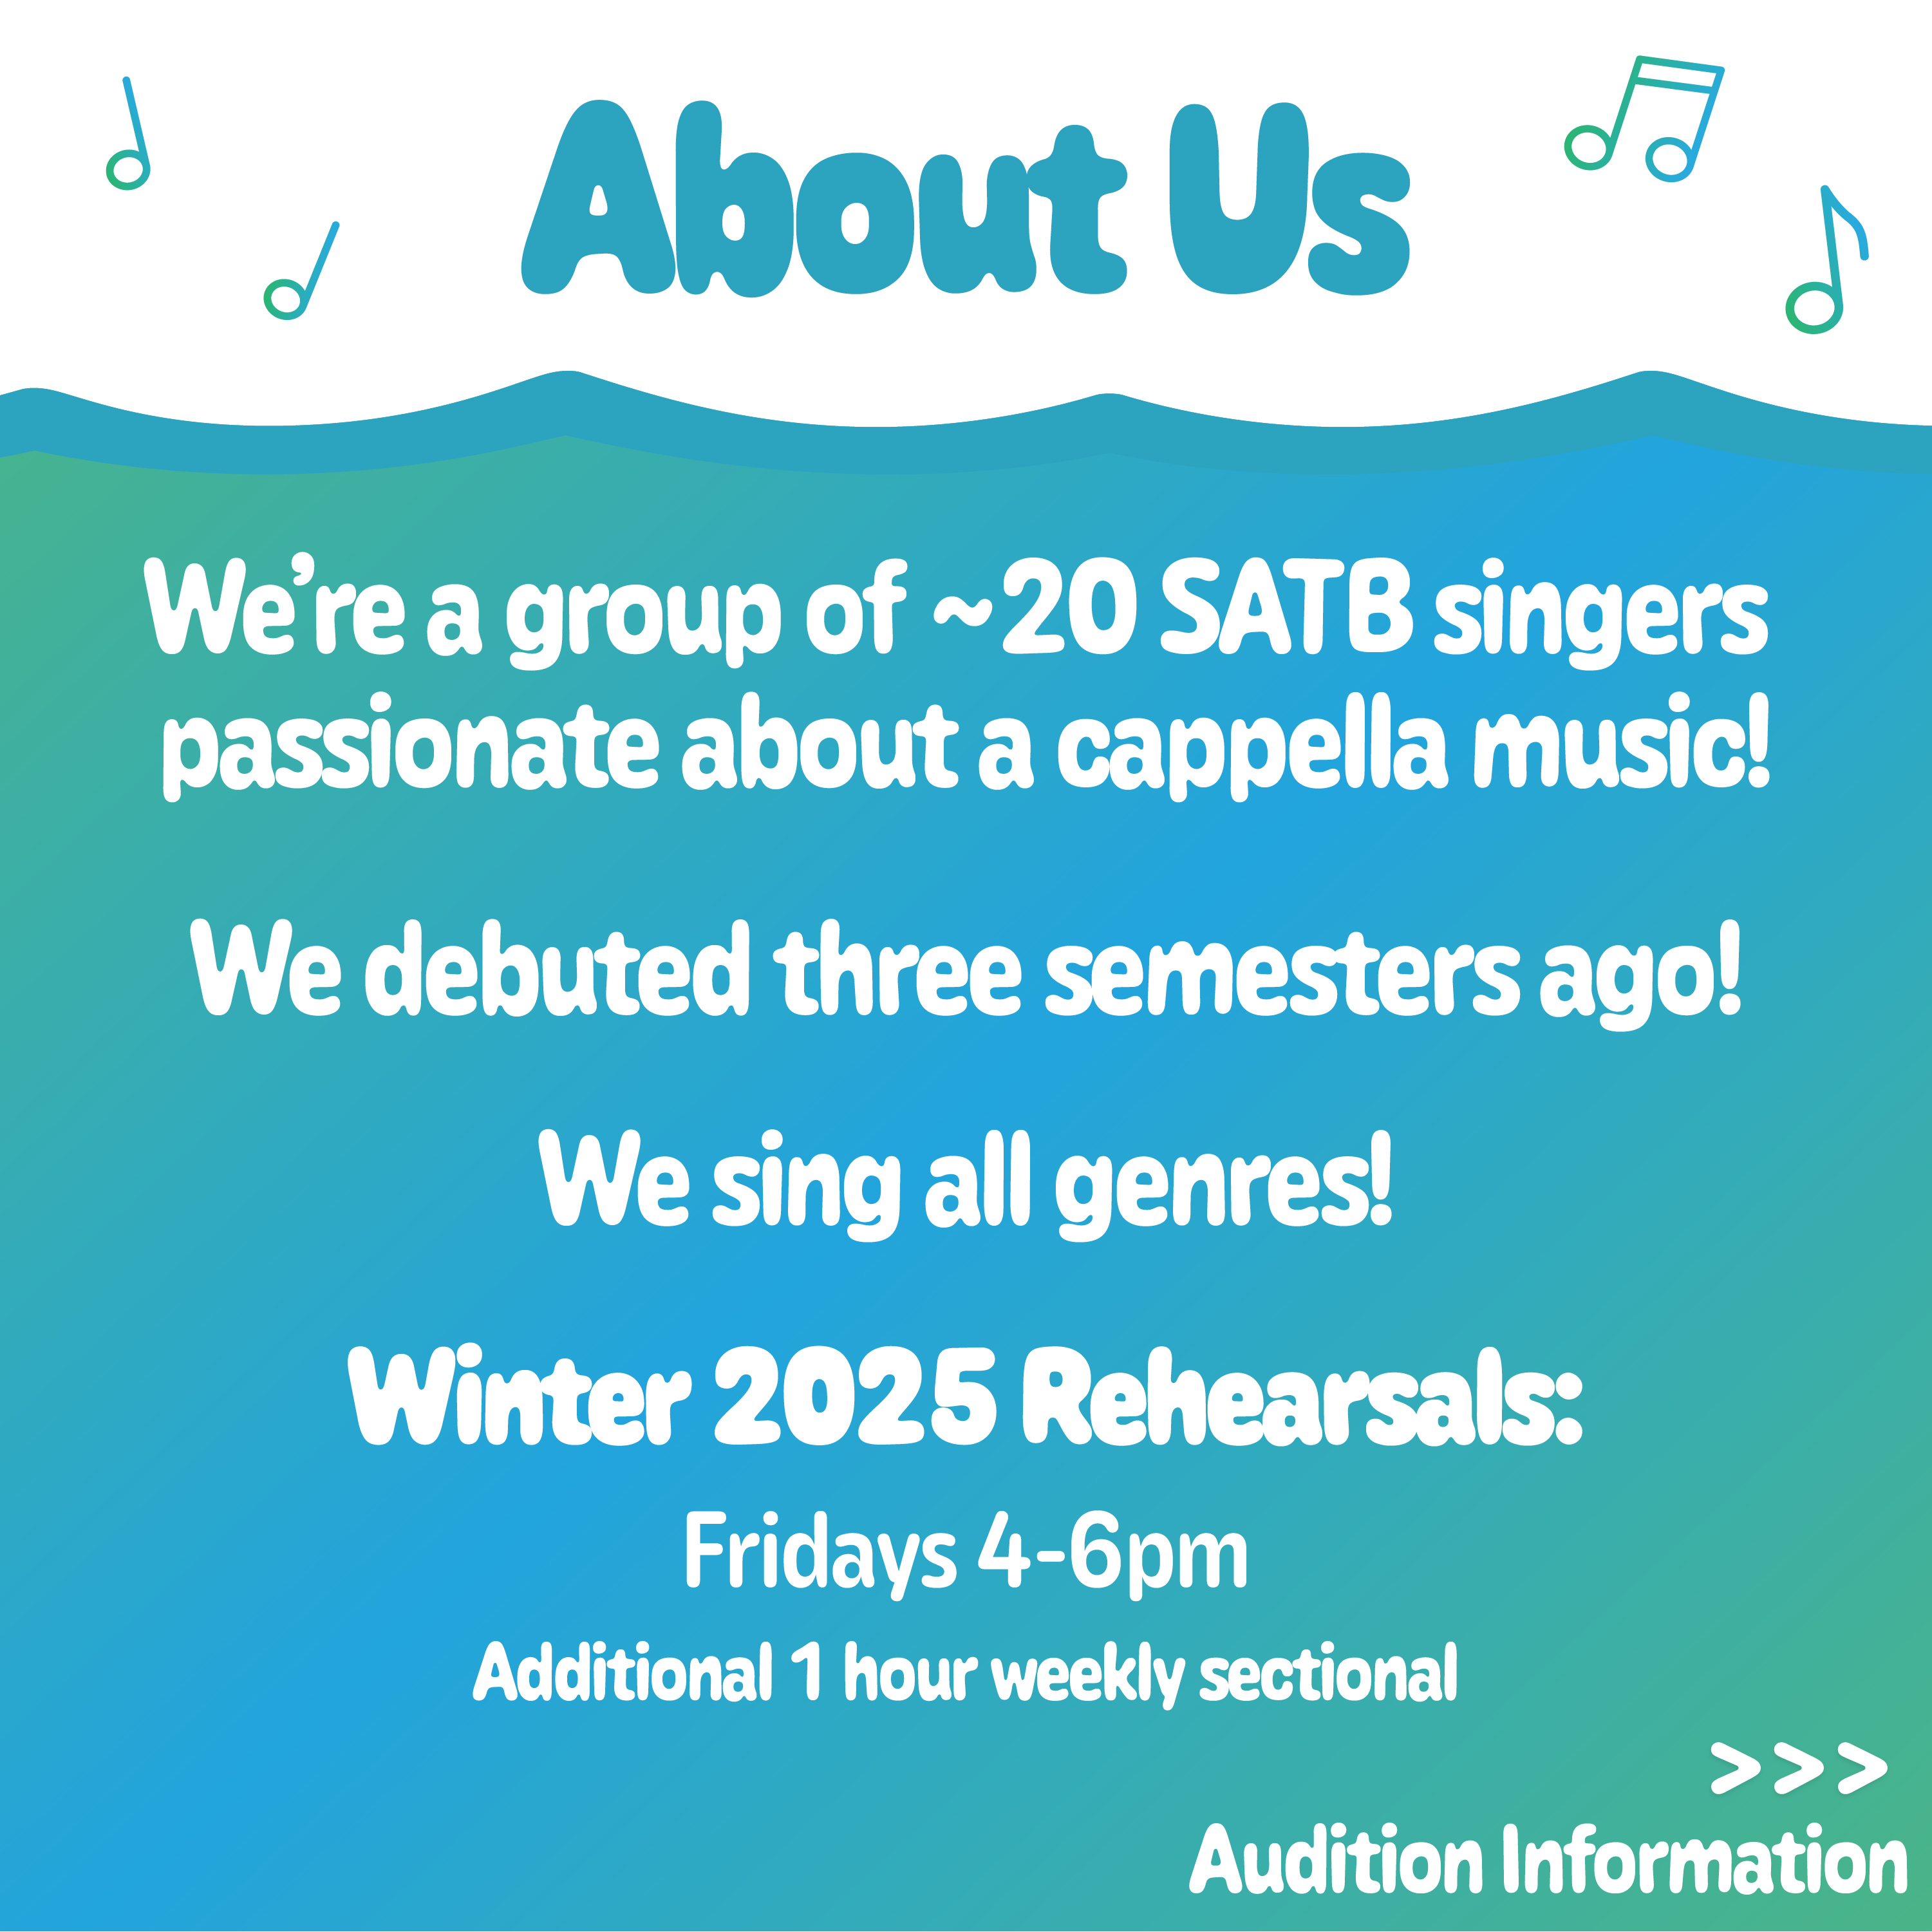 About Us
We're a group of ~20 SATB singers
passionate about a cappella music!
We debuted three semesters ago!
We sing all genres!
Winter 2025 Rehearsals:
Fridays 4-6pm
Additional 1 hour weekly sectional
>>>
Audition Information